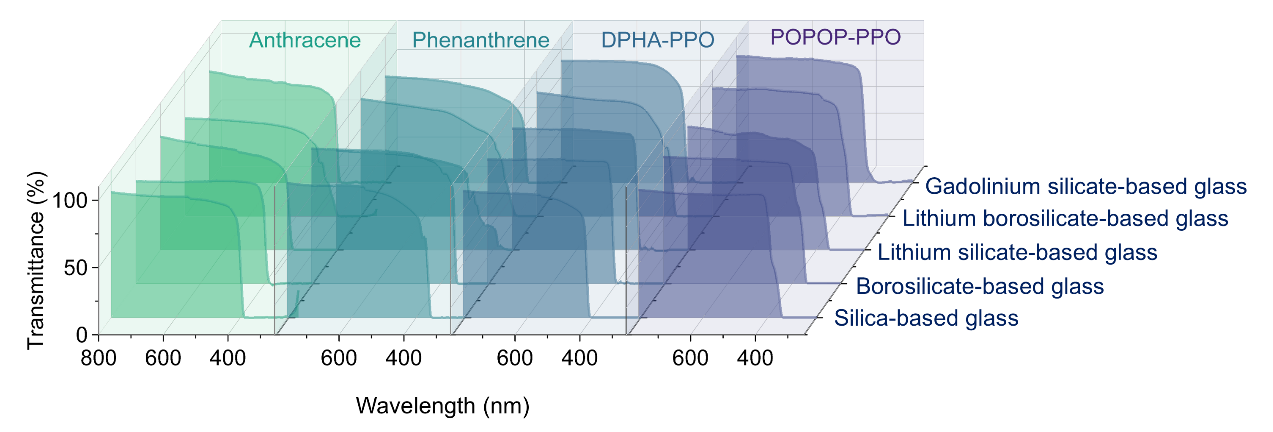 Anthracene Phenanthrene DPHA-PPO POPOP-PPO
Transmittance (%)
100
50
0
Gadolinium silicate-based glass
Lithium borosilicate-based glass
Lithium silicate-based glass
Borosilicate-based glass
Silica-based glass
800 600 400 600 400 600 400 600 400
Wavelength (nm)